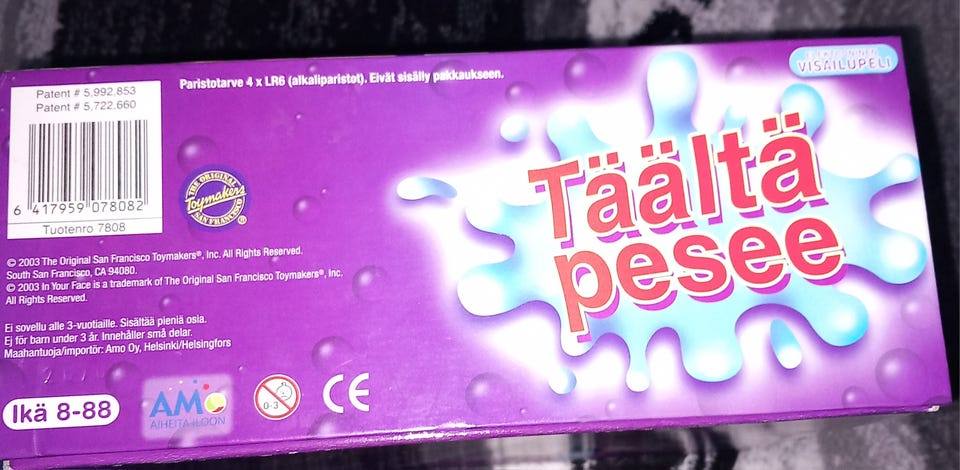 Patent # 5,992,853
Patent # 5,722,660
6 417959 078082
Tuotenro 7808
Paristotarve 4 x LR6 (alkaliparistot). Eivät sisälly pakkaukseen.
VISAILUPELI
Täältä
pesee
THE ORIGINAL
Toymakers
SAN FRANCISCO
®
© 2003 The Original San Francisco Toymakers®, Inc. All Rights Reserved.
South San Francisco, CA 94080.
© 2003 In Your Face is a trademark of The Original San Francisco Toymakers®, Inc.
All Rights Reserved.
Ei sovellu alle 3-vuotiaille. Sisältää pieniä osia.
Ej för barn under 3 år. Innehåller små delar.
Maahantuoja/importör: Amo Oy, Helsinki/Helsingfors
Ikä 8-88
AMO
AIHEITA ILOON
0-3
CE